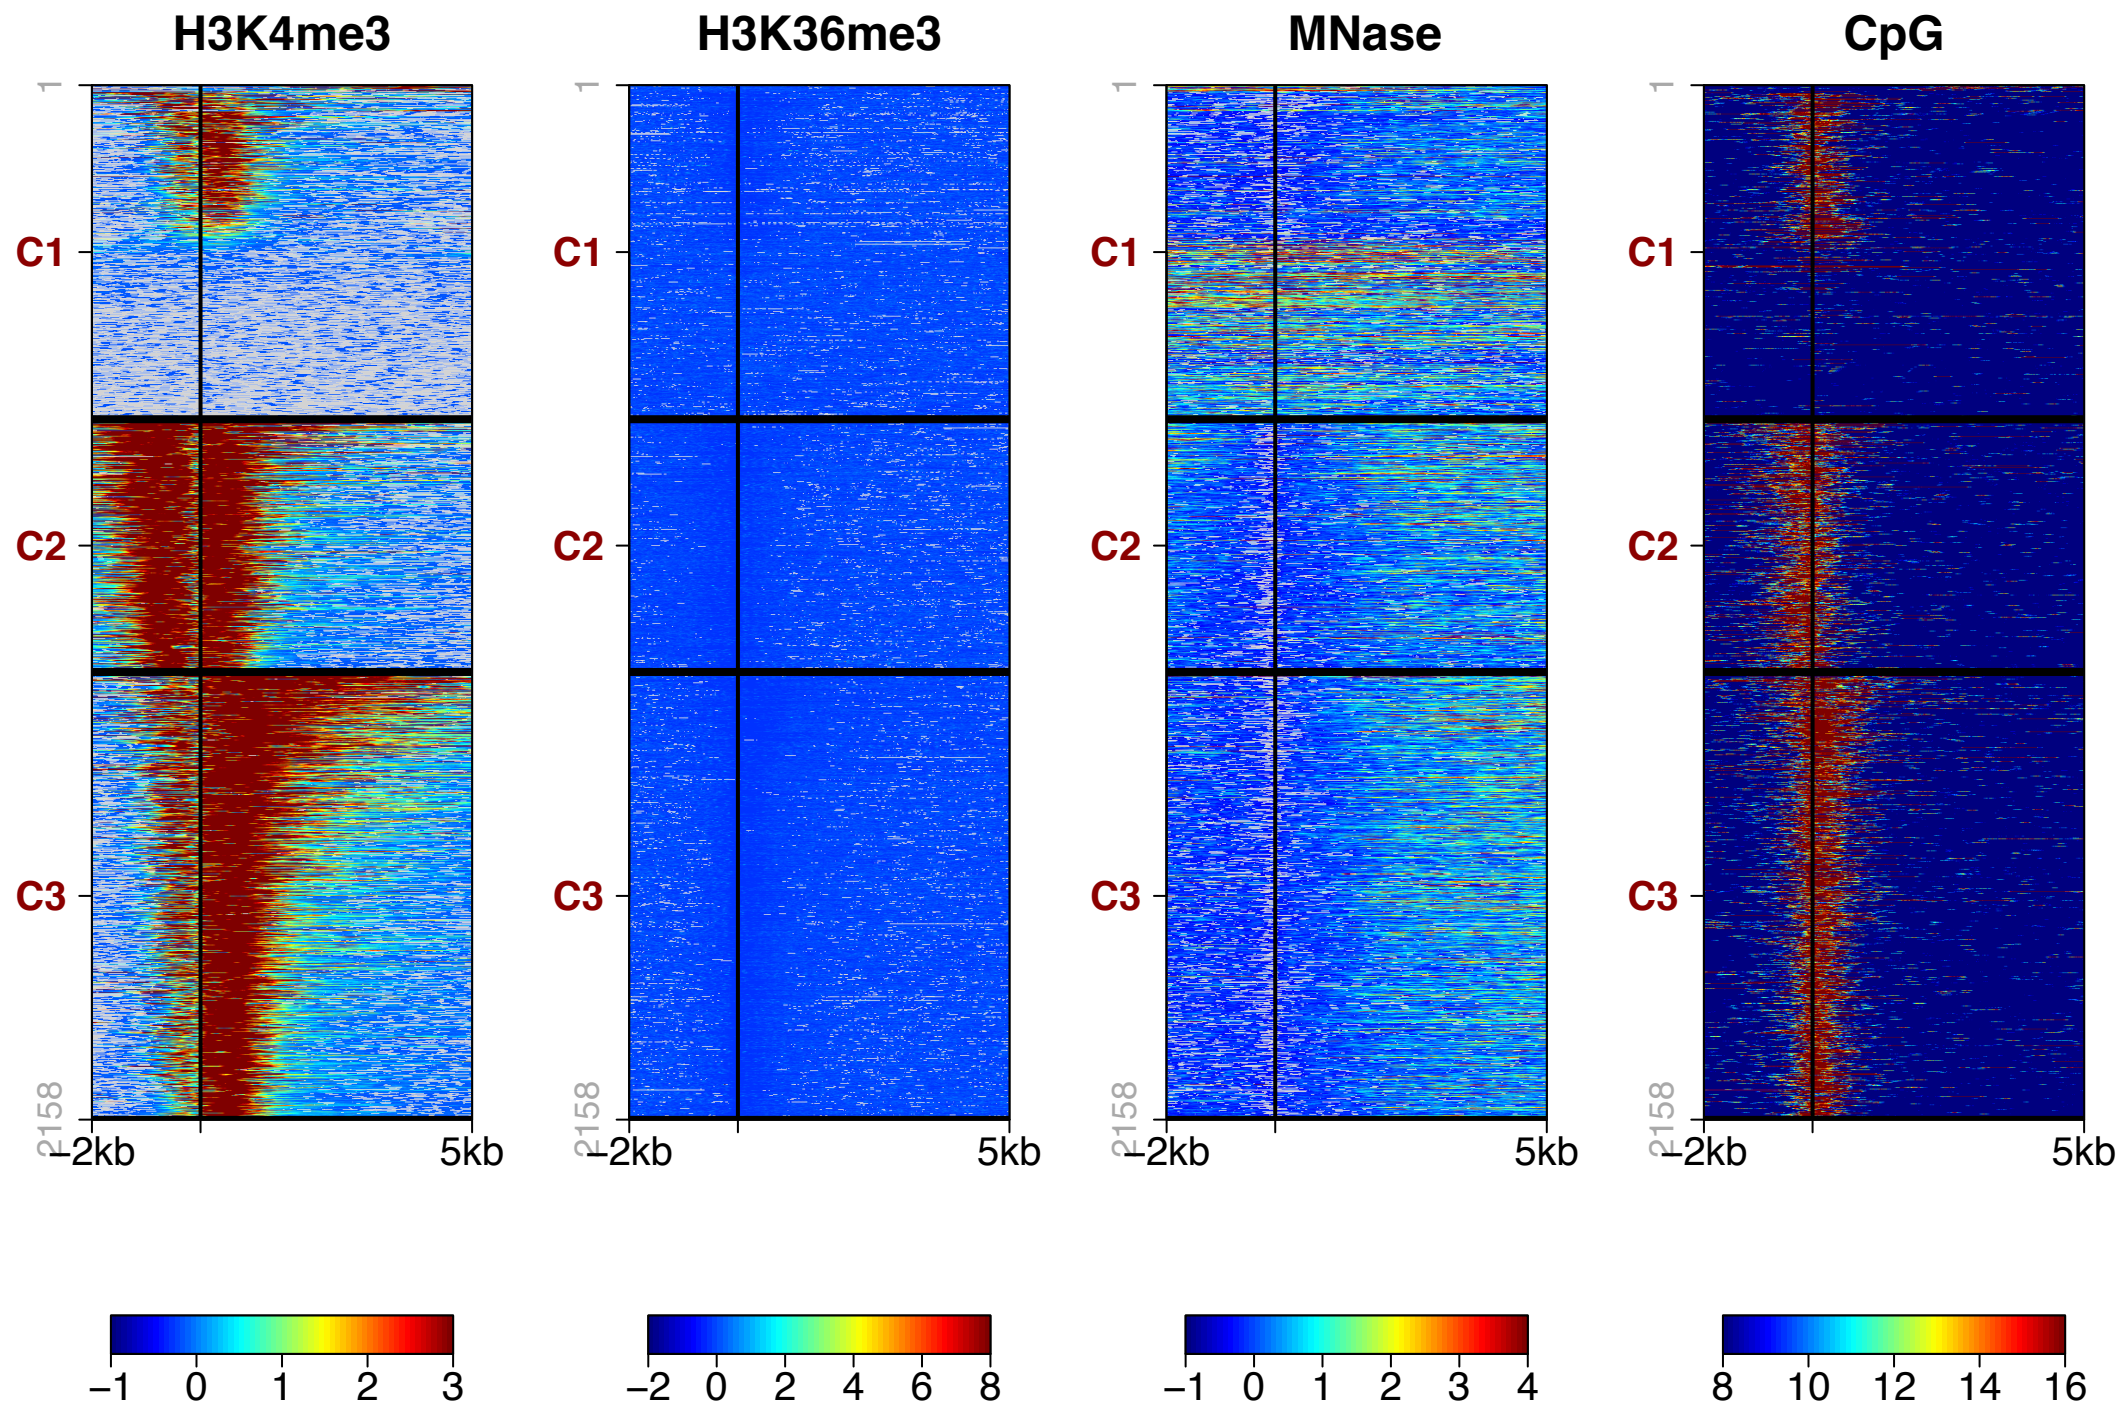 H3K4me3 H3K36me3 MNase CpG
1 1 1 1
C1 C1 C1 C1
C2 C2 C2 C2
C3 C3 C3 C3
2158 2158 2158 2158
−2kb 5kb −2kb 5kb −2kb 5kb −2kb 5kb
−1 0 1 2 3 −2 0 2 4 6 8 −1 0 1 2 3 4 8 10 12 14 16